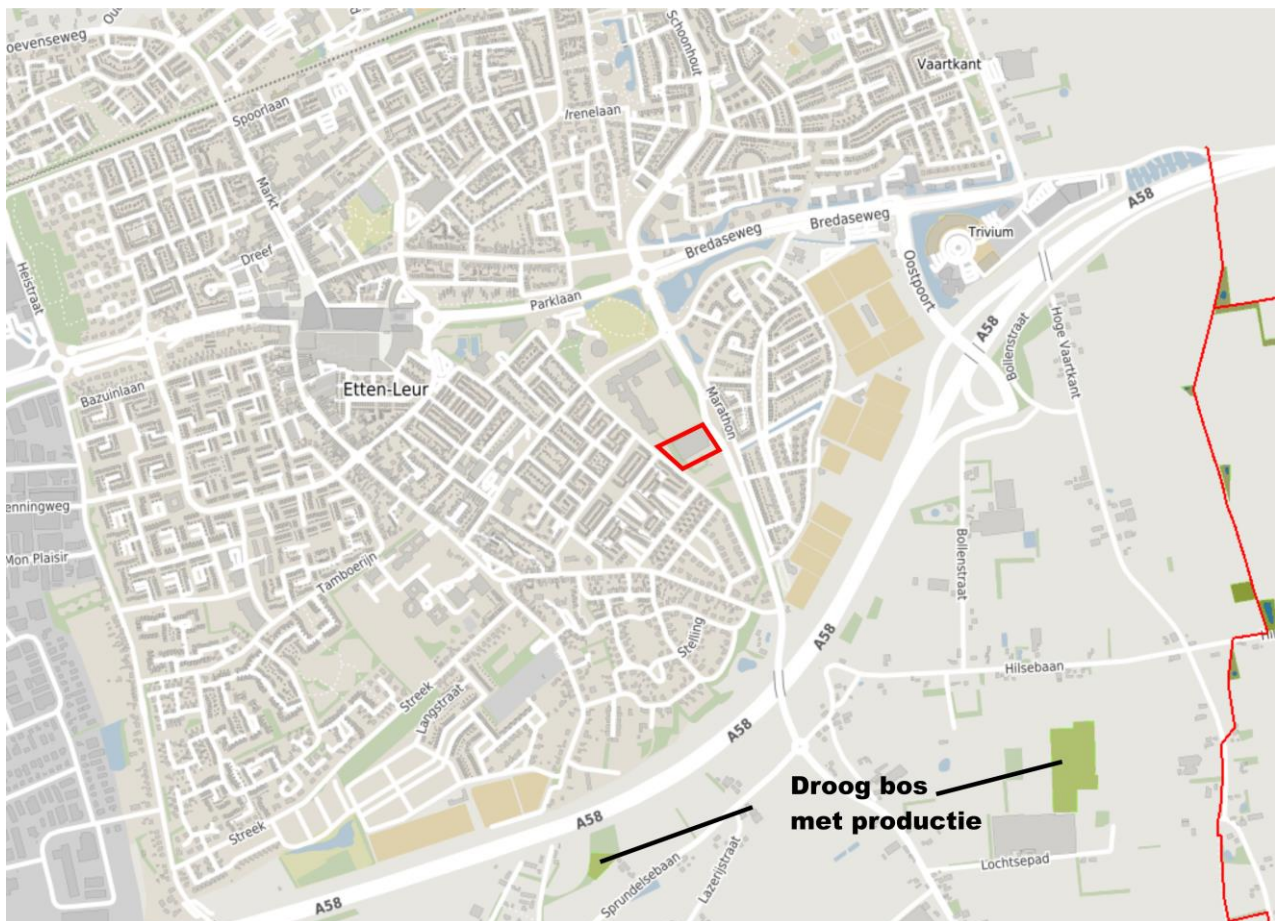 oevenseweg
Schoonhout
Vaartkant
Spoorlaan
Irenelaan
Markt
A58
Bredaseweg
Bredaseweg
Trivium
Dreef
Heistraat
Oostpoort
Parklaan
A58
Hoge Vaartkant
Bollenstraat
Bazuinlaan
Etten-Leur
Marathon
enningweg
Mon Plaisir
Tamboerijn
Bollenstraat
Stelling
A58
Hilsebaan
Streek
Langstraat
A58
Droog bos
met productie
A58
Streek
Sprundelsebaan
Lazerijstraat
Lochtsepad
A58